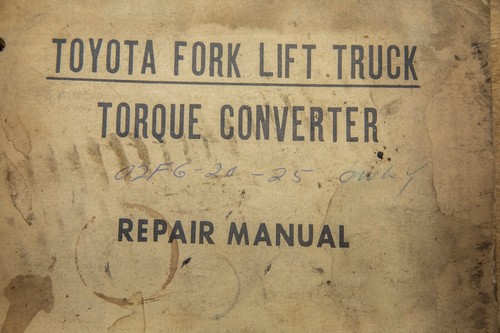 TOYOTA FORK LIFT TRUCK
TORQUE CONVERTER
02FG 20 - 25 ONLY
REPAIR MANUAL